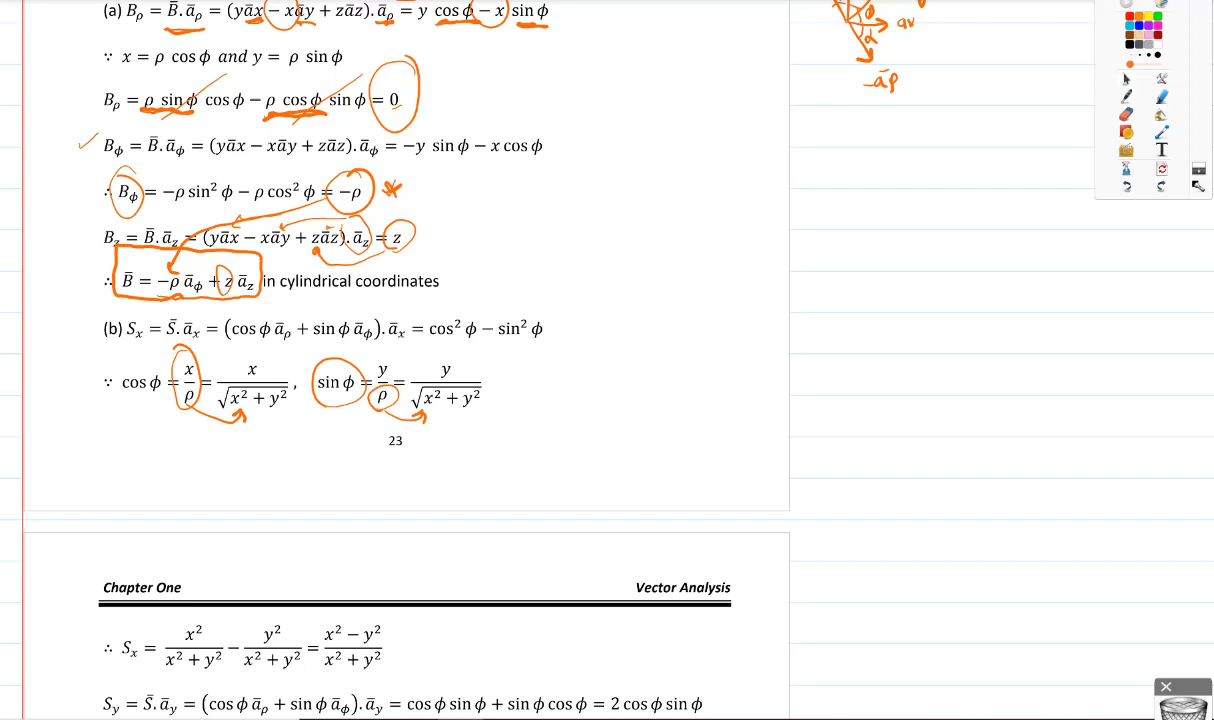 (a) B_ρ = B̄.ā_ρ = (yāx − xāy + zāz).ā_ρ = y cos ϕ − x sin ϕ
∵ x = ρ cos ϕ and y = ρ sin ϕ
B_ρ = ρ sin ϕ cos ϕ − ρ cos ϕ sin ϕ = 0
B_ϕ = B̄.ā_ϕ = (yāx − xāy + zāz).ā_ϕ = −y sin ϕ − x cos ϕ
∴ B_ϕ = −ρ sin² ϕ − ρ cos² ϕ = −ρ
B_z = B̄.ā_z = (yāx − xāy + zāz).ā_z = z
∴ B̄ = −ρ ā_ϕ + z ā_z in cylindrical coordinates
(b) S_x = S̄.ā_x = (cos ϕ ā_ρ + sin ϕ ā_ϕ).ā_x = cos² ϕ − sin² ϕ
∵ cos ϕ = x/ρ = x/√(x² + y²) , sin ϕ = y/ρ = y/√(x² + y²)
23
Chapter One Vector Analysis
∴ S_x = x²/(x² + y²) − y²/(x² + y²) = (x² − y²)/(x² + y²)
S_y = S̄.ā_y = (cos ϕ ā_ρ + sin ϕ ā_ϕ).ā_y = cos ϕ sin ϕ + sin ϕ cos ϕ = 2 cos ϕ sin ϕ